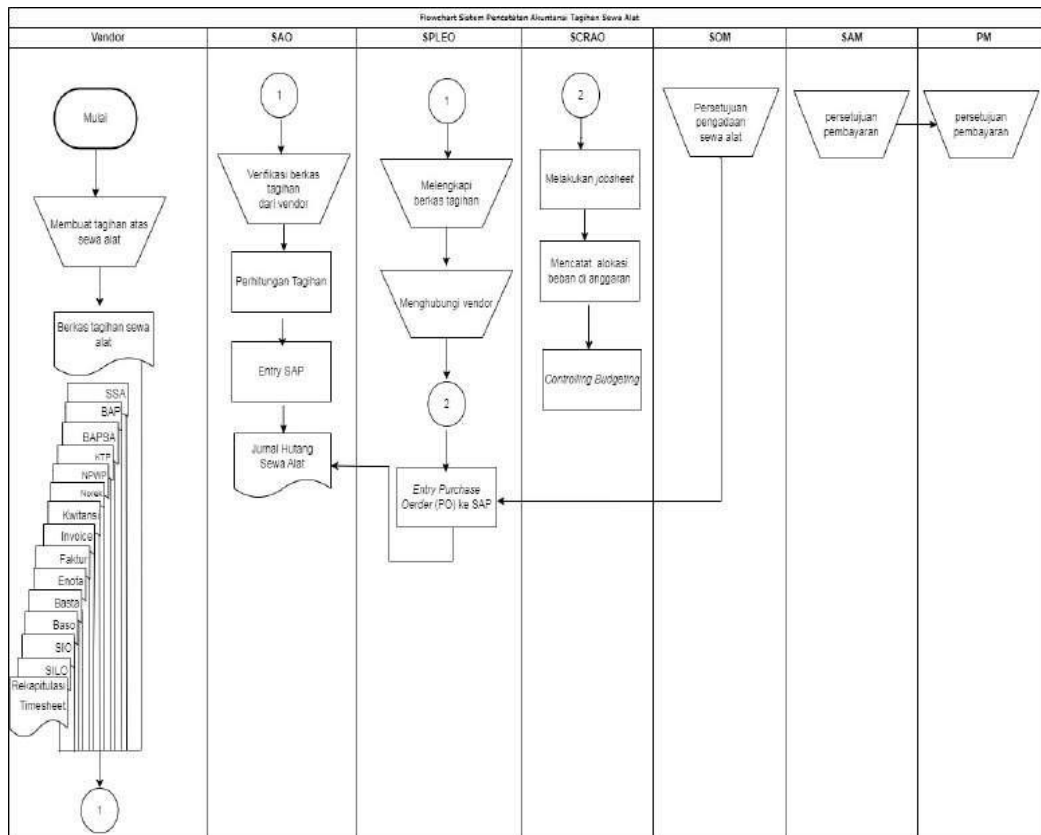 Flowchart Sistem Pencatatan Akuntansi Tagihan Sewa Alat
Vendor
SAO
SPLEO
SCRAO
SOM
SAM
PM
Mulai
Membuat tagihan atas
sewa alat
Berkas tagihan sewa
alat
SSA
BAP
BAPSA
KTP
NPWP
Norek
Kwitansi
Invoice
Faktur
Enofa
Basta
Baso
SIO
SILO
Rekapitulasi
Timesheet
1
1
Verifikasi berkas
tagihan
dari vendor
Perhitungan Tagihan
Entry SAP
Jurnal Hutang
Sewa Alat
1
Melengkapi
berkas tagihan
Menghubungi vendor
2
Entry Purchase
Oerder (PO) ke SAP
2
Melakukan jobsheet
Mencatat alokasi
beban di anggaran
Controlling Budgeting
Persetujuan
pengadaan
sewa alat
persetujuan
pembayaran
persetujuan
pembayaran